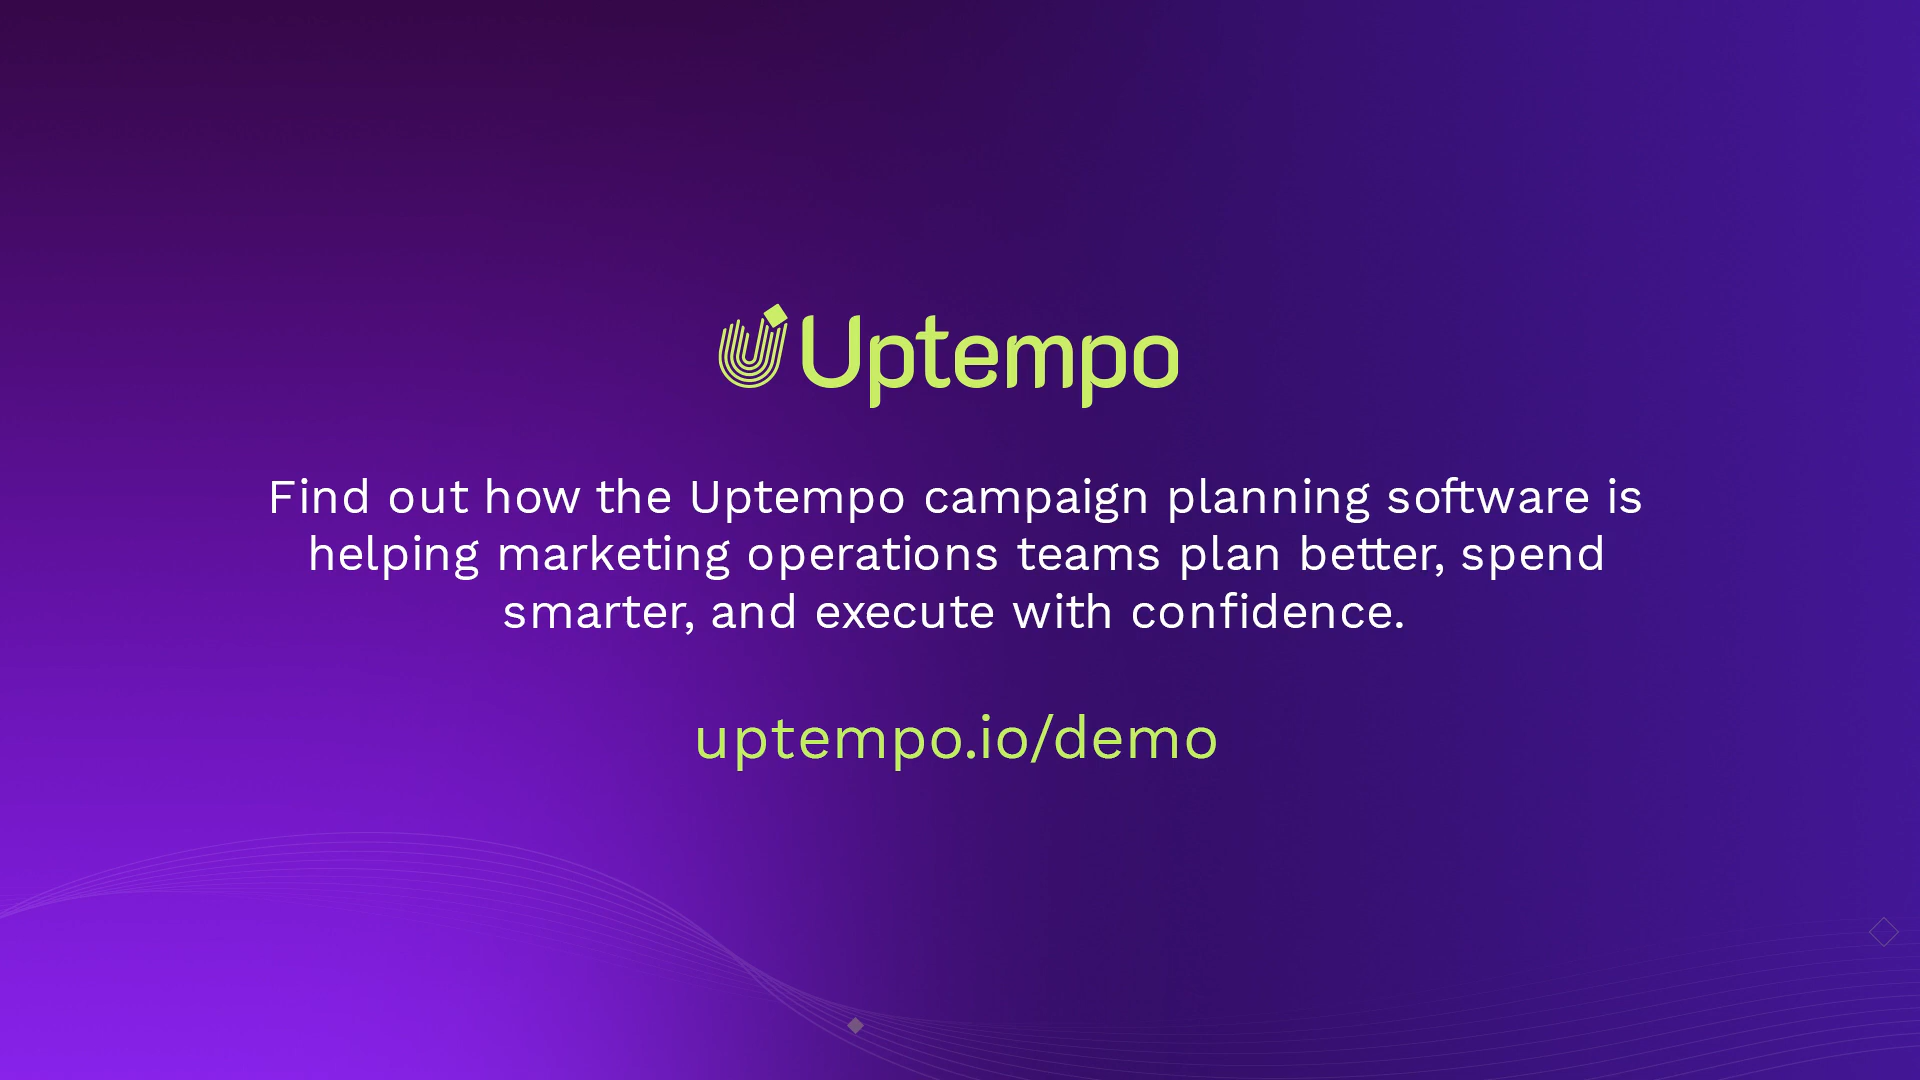 Uptempo
Find out how the Uptempo campaign planning software is
helping marketing operations teams plan better, spend
smarter, and execute with confidence.
uptempo.io/demo